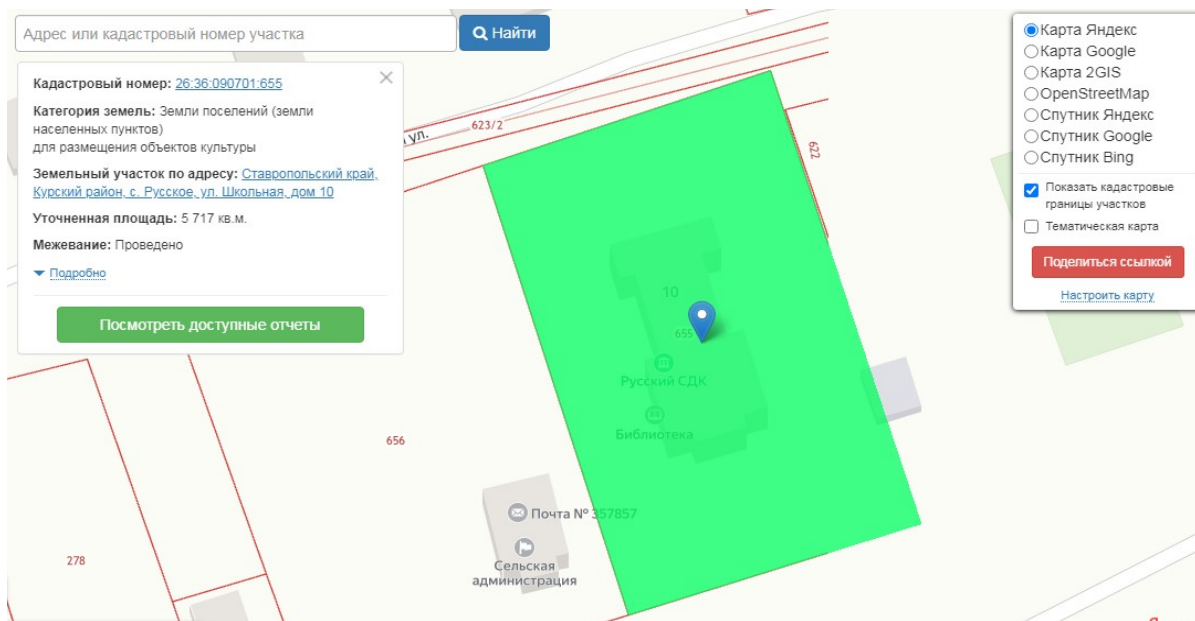 Адрес или кадастровый номер участка
Найти
Кадастровый номер: 26:36:090701:655
Категория земель: Земли поселений (земли
населенных пунктов)
для размещения объектов культуры
Земельный участок по адресу: Ставропольский край,
Курский район, с. Русское, ул. Школьная, дом 10
Уточненная площадь: 5 717 кв.м.
Межевание: Проведено
Подробно
Посмотреть доступные отчеты
ул.
623/2
622
10
655
Русский СДК
Библиотека
656
Почта № 357857
Сельская
администрация
278
Карта Яндекс
Карта Google
Карта 2GIS
OpenStreetMap
Спутник Яндекс
Спутник Google
Спутник Bing
Показать кадастровые
границы участков
Тематическая карта
Поделиться ссылкой
Настроить карту